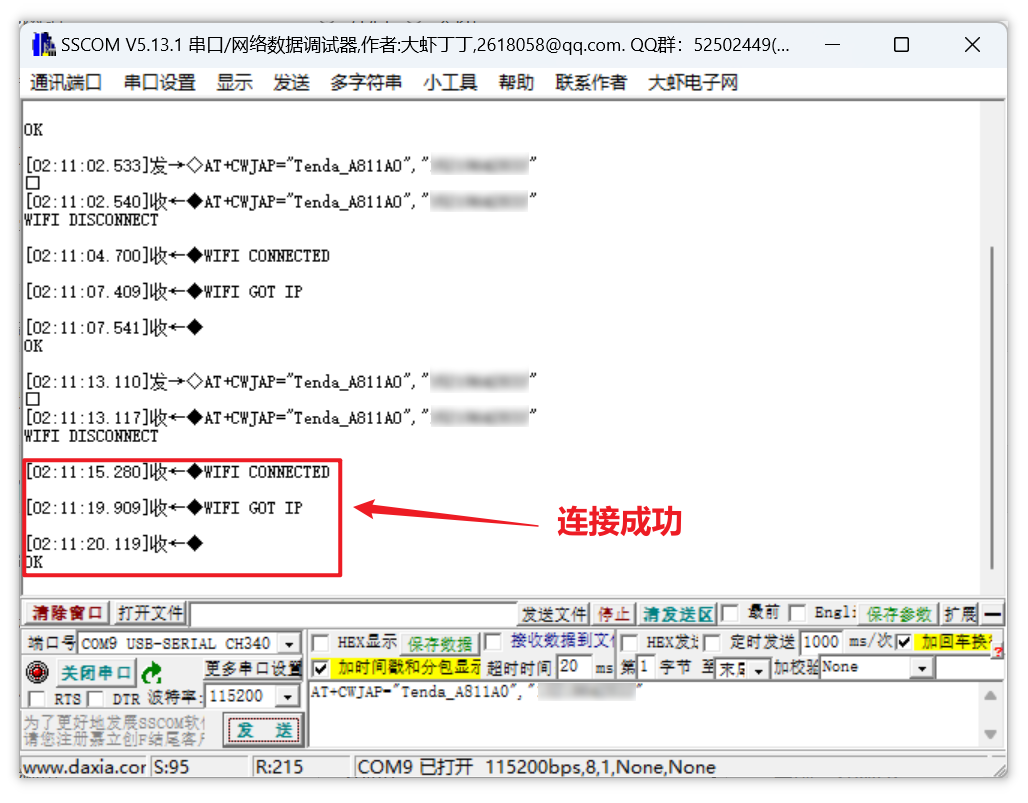 SSCOM V5.13.1 串口/网络数据调试器,作者:大虾丁丁,2618058@qq.com. QQ群：52502449(...
通讯端口 串口设置 显示 发送 多字符串 小工具 帮助 联系作者 大虾电子网
OK
[02:11:02.533]发→◇AT+CWJAP="Tenda_A811A0","
"
[02:11:02.540]收←◆AT+CWJAP="Tenda_A811A0","
"
WIFI DISCONNECT
[02:11:04.700]收←◆WIFI CONNECTED
[02:11:07.409]收←◆WIFI GOT IP
[02:11:07.541]收←◆
OK
[02:11:13.110]发→◇AT+CWJAP="Tenda_A811A0","
"
[02:11:13.117]收←◆AT+CWJAP="Tenda_A811A0","
"
WIFI DISCONNECT
[02:11:15.280]收←◆WIFI CONNECTED
[02:11:19.909]收←◆WIFI GOT IP
连接成功
[02:11:20.119]收←◆
OK
清除窗口 打开文件 发送文件 停止 清发送区 最前 Engli 保存参数 扩展 —
端口号 COM9 USB-SERIAL CH340 HEX显示 保存数据 接收数据到文 HEX发 定时发送 1000 ms/次 加回车换
关闭串口 更多串口设置 加时间戳和分包显示 超时时间 20 ms 第1 字节 至 末尾 加校验 None
RTS DTR 波特率: 115200 AT+CWJAP="Tenda_A811A0","
"
为了更好地发展SSCOM软
请您注册嘉立创F结尾客
发 送
www.daxia.cor S:95 R:215 COM9 已打开 115200bps,8,1,None,None